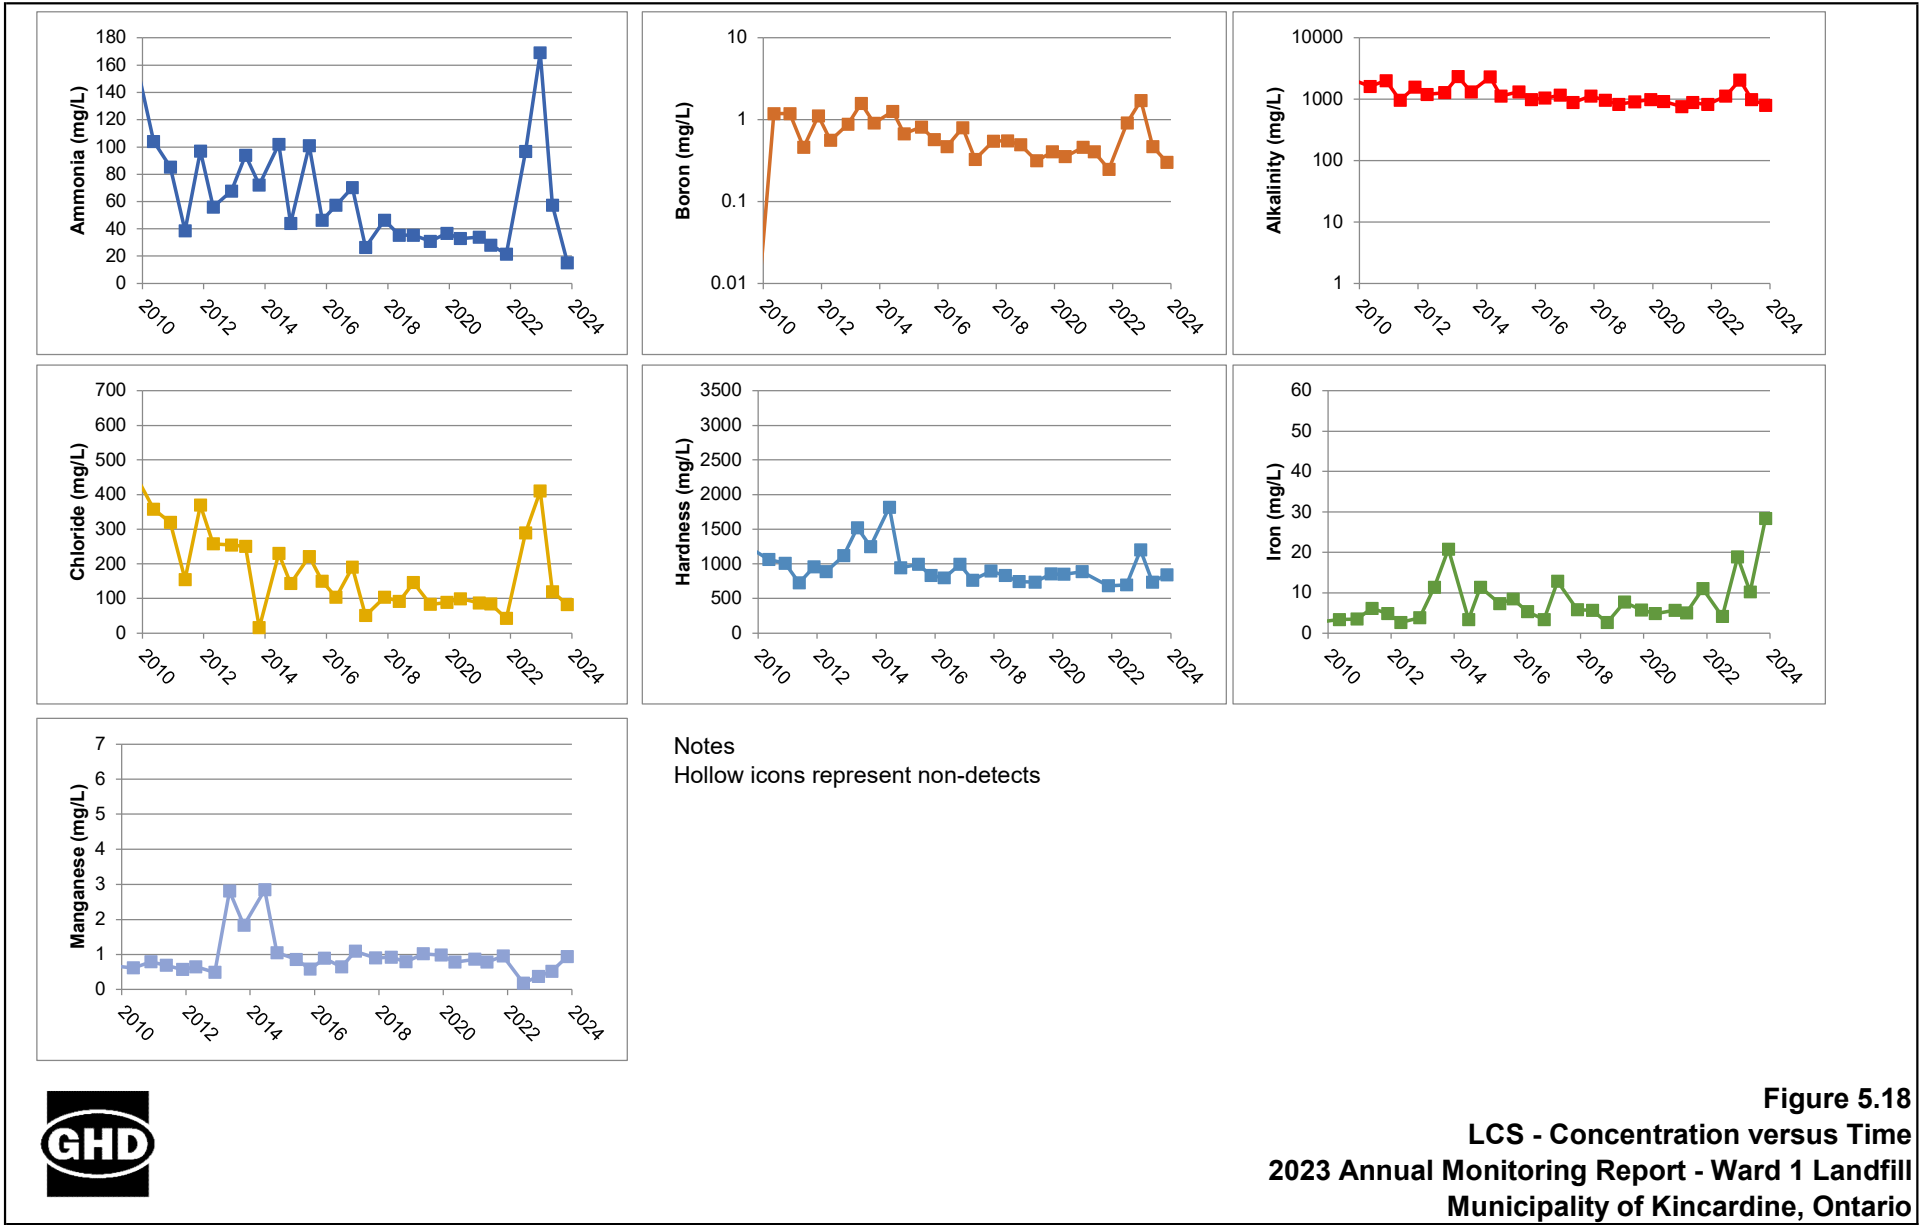 180
160
140
120
100
80
60
40
20
0
Ammonia (mg/L)
2010 2012 2014 2016 2018 2020 2022 2024
10
1
0.1
0.01
Boron (mg/L)
2010 2012 2014 2016 2018 2020 2022 2024
10000
1000
100
10
1
Alkalinity (mg/L)
2010 2012 2014 2016 2018 2020 2022 2024
700
600
500
400
300
200
100
0
Chloride (mg/L)
2010 2012 2014 2016 2018 2020 2022 2024
3500
3000
2500
2000
1500
1000
500
0
Hardness (mg/L)
2010 2012 2014 2016 2018 2020 2022 2024
60
50
40
30
20
10
0
Iron (mg/L)
2010 2012 2014 2016 2018 2020 2022 2024
7
6
5
4
3
2
1
0
Manganese (mg/L)
2010 2012 2014 2016 2018 2020 2022 2024
Notes
Hollow icons represent non-detects
GHD
Figure 5.18
LCS - Concentration versus Time
2023 Annual Monitoring Report - Ward 1 Landfill
Municipality of Kincardine, Ontario